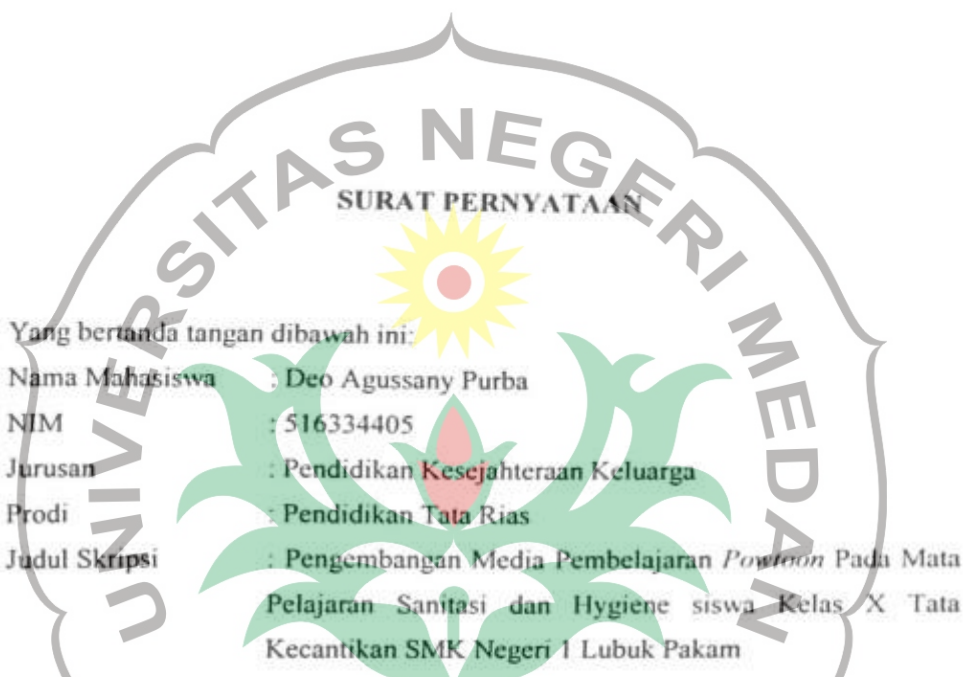 UNIVERSITAS NEGERI MEDAN
SURAT PERNYATAAN
Yang bertanda tangan dibawah ini:
Nama Mahasiswa : Deo Agussany Purba
NIM : 516334405
Jurusan : Pendidikan Kesejahteraan Keluarga
Prodi : Pendidikan Tata Rias
Judul Skripsi : Pengembangan Media Pembelajaran Powtoon Pada Mata
Pelajaran Sanitasi dan Hygiene siswa Kelas X Tata
Kecantikan SMK Negeri 1 Lubuk Pakam